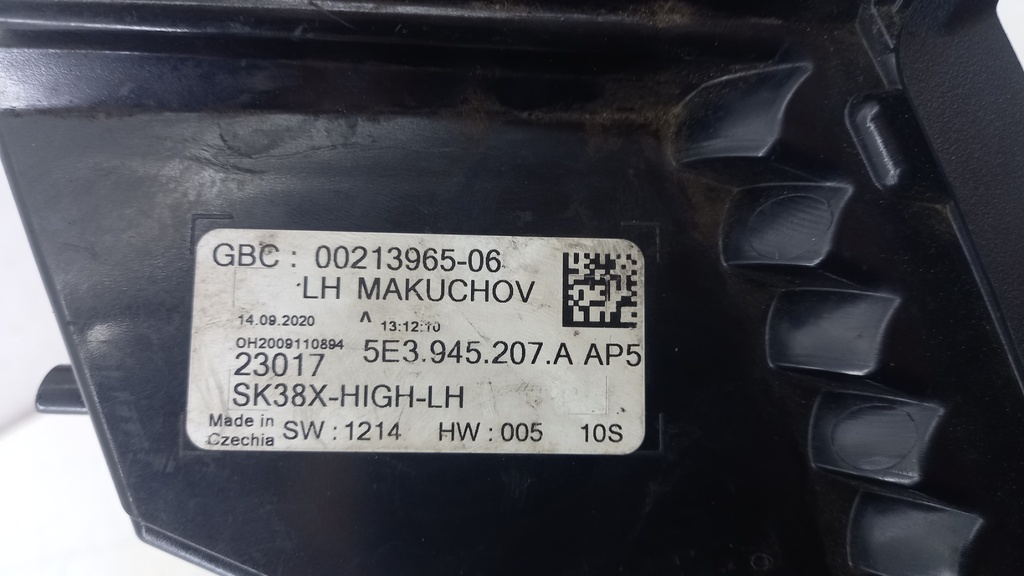 GBC : 00213965-06
LH MAKUCHOV
14.09.2020 ^ 13:12:10
OH2009110894
23017 5E3.945.207.A AP5
SK38X-HIGH-LH
Made in
Czechia SW : 1214 HW : 005 10S